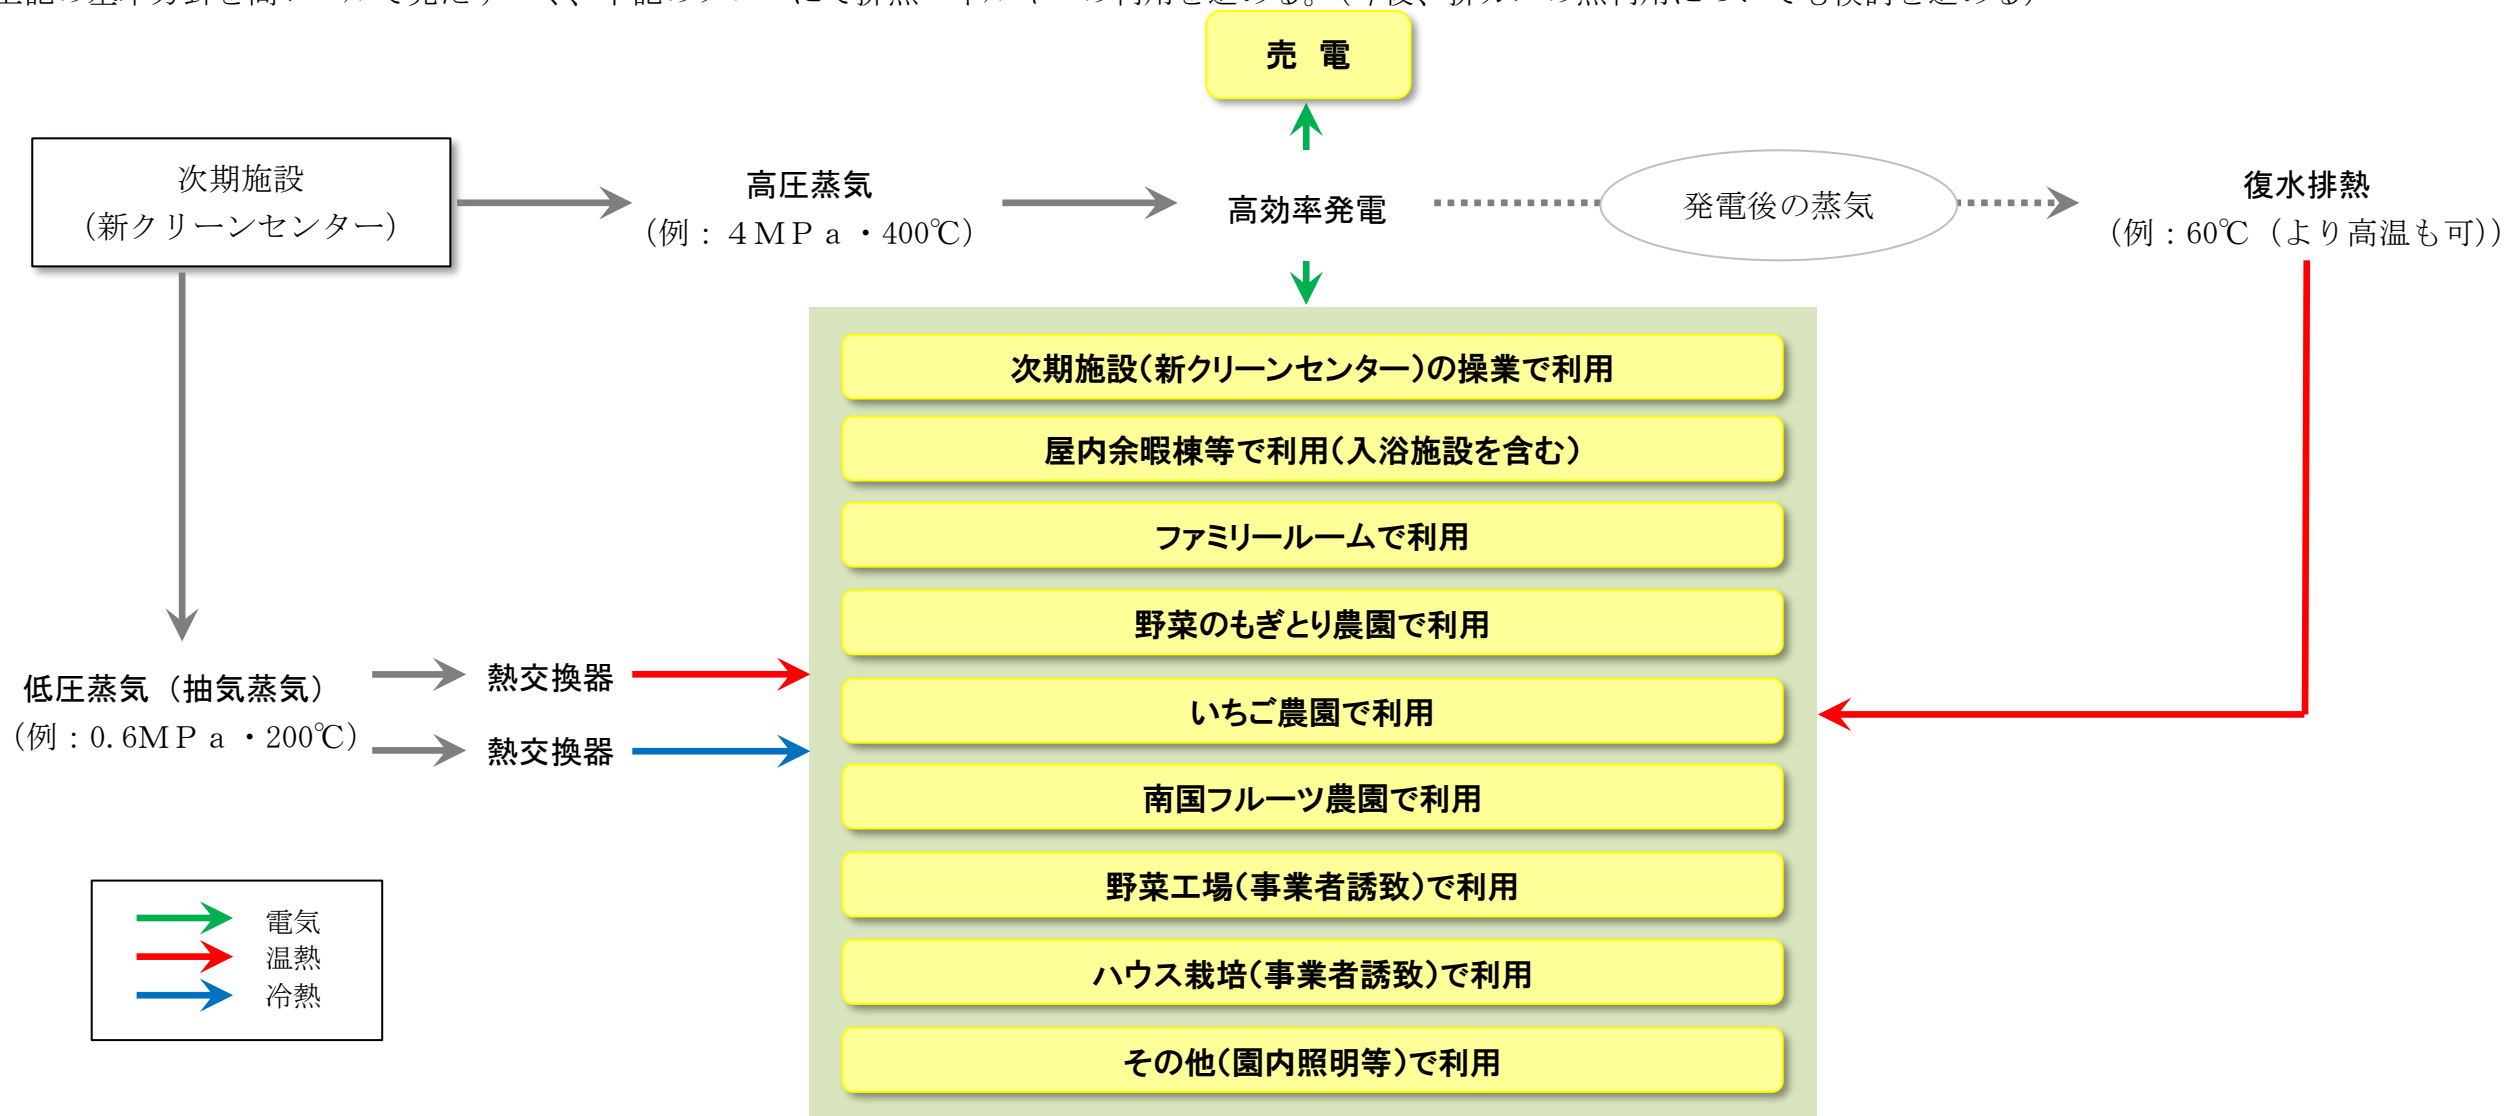 売　電
次期施設
（新クリーンセンター）
高圧蒸気
（例：４ＭＰａ・400℃）
高効率発電
発電後の蒸気
復水排熱
（例：60℃（より高温も可））
次期施設（新クリーンセンター）の操業で利用
屋内余暇棟等で利用（入浴施設を含む）
ファミリールームで利用
野菜のもぎとり農園で利用
いちご農園で利用
南国フルーツ農園で利用
野菜工場（事業者誘致）で利用
ハウス栽培（事業者誘致）で利用
その他（園内照明等）で利用
低圧蒸気（抽気蒸気）
（例：0.6ＭＰａ・200℃）
熱交換器
熱交換器
電気
温熱
冷熱